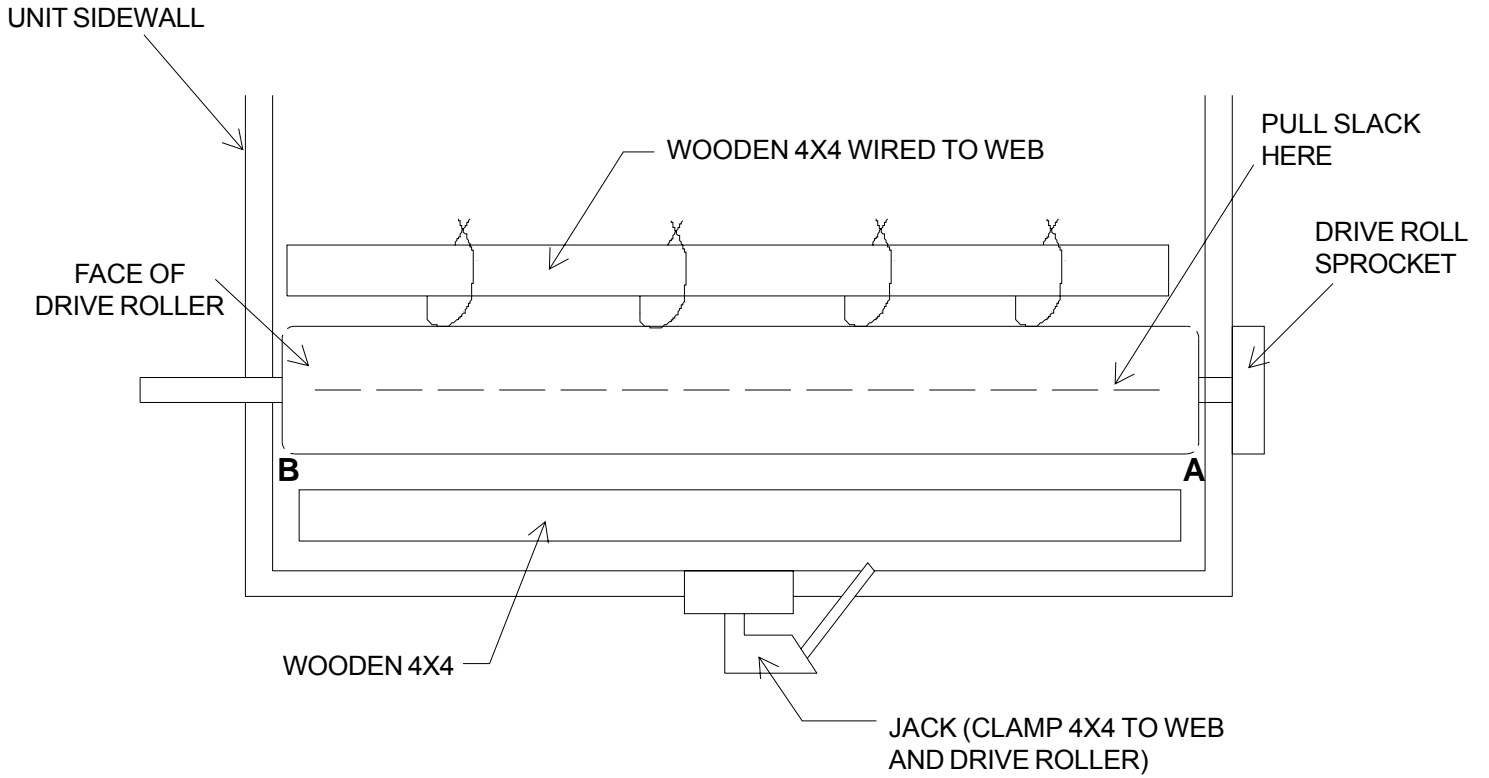 UNIT SIDEWALL
PULL SLACK
HERE
WOODEN 4X4 WIRED TO WEB
DRIVE ROLL
SPROCKET
FACE OF
DRIVE ROLLER
B
A
WOODEN 4X4
JACK (CLAMP 4X4 TO WEB
AND DRIVE ROLLER)